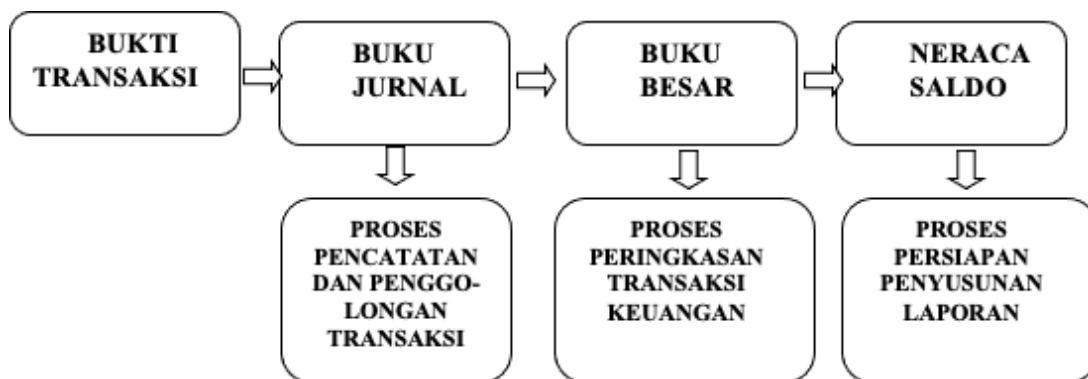 BUKTI
TRANSAKSI
BUKU
JURNAL
BUKU
BESAR
NERACA
SALDO
PROSES
PENCATATAN
DAN PENGGO-
LONGAN
TRANSAKSI
PROSES
PERINGKASAN
TRANSAKSI
KEUANGAN
PROSES
PERSIAPAN
PENYUSUNAN
LAPORAN